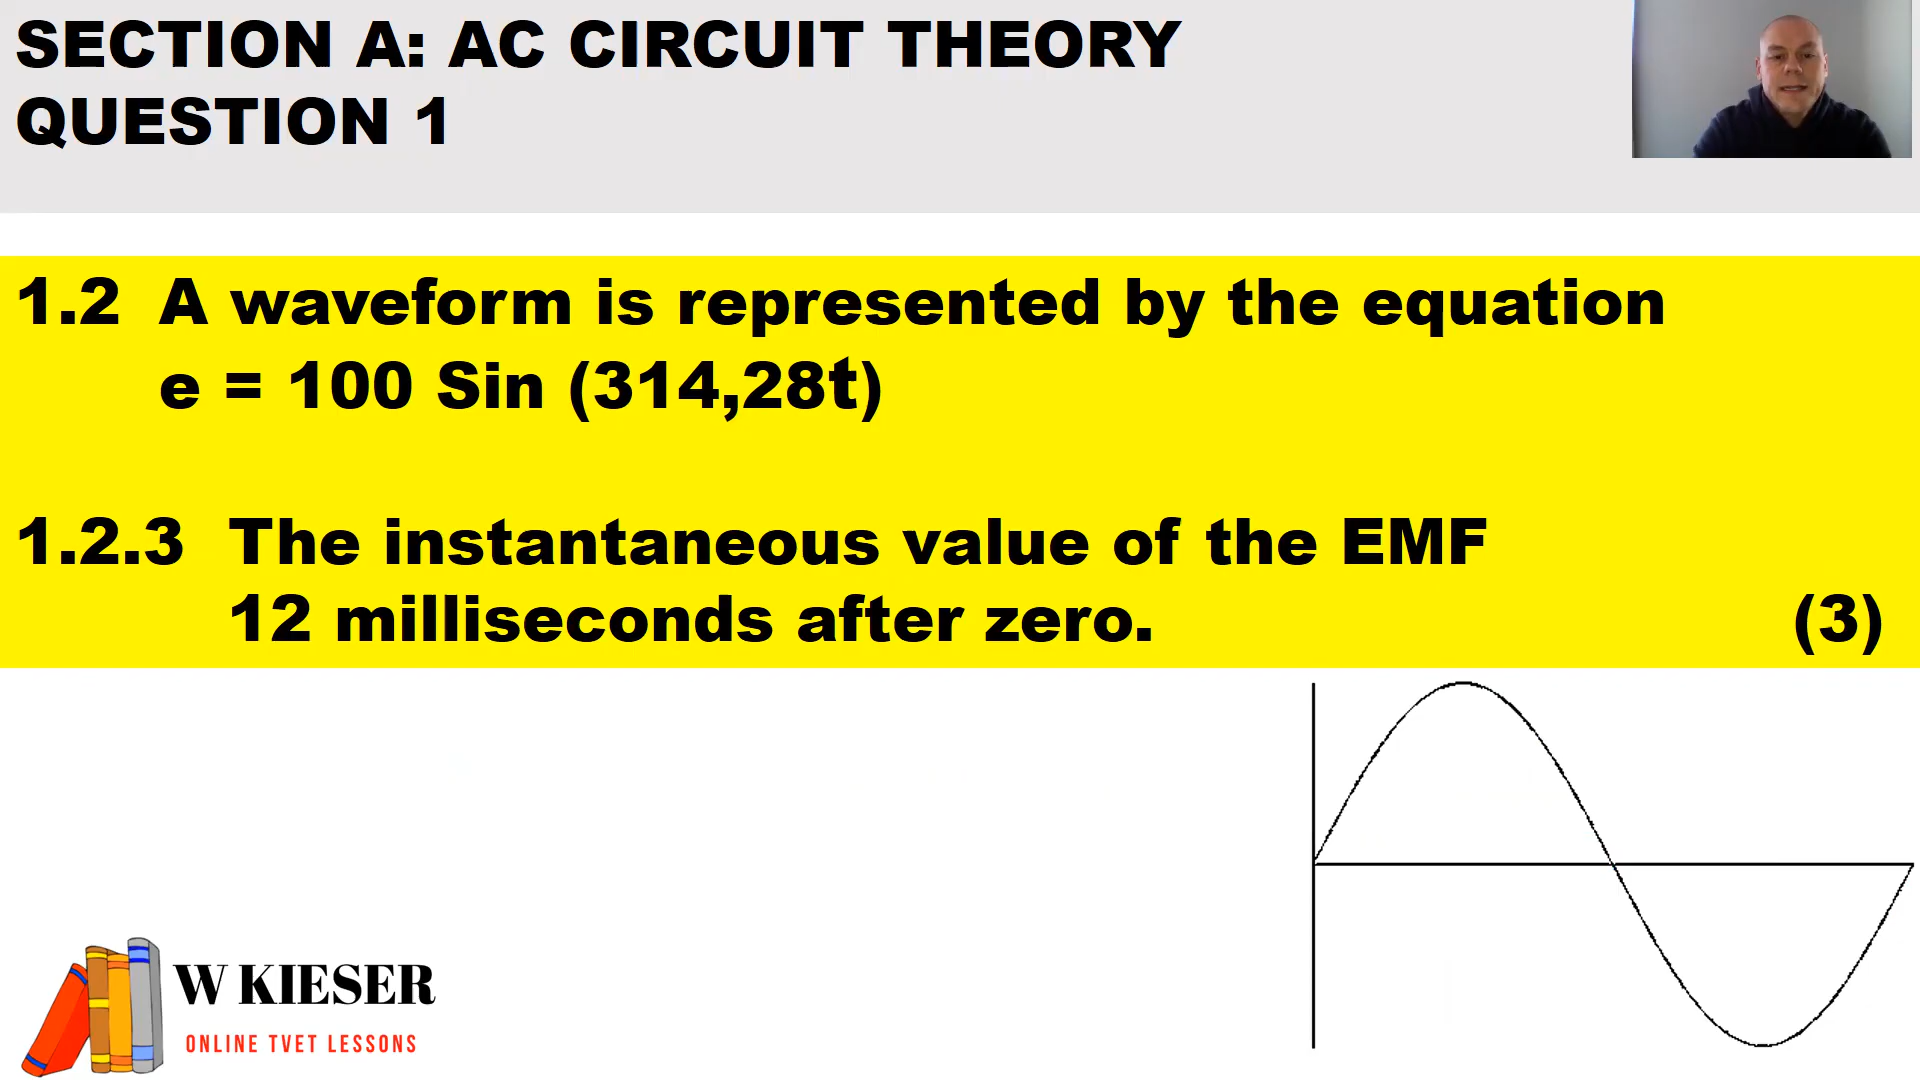 SECTION A: AC CIRCUIT THEORY
QUESTION 1
1.2 A waveform is represented by the equation
e = 100 Sin (314,28t)
1.2.3 The instantaneous value of the EMF
12 milliseconds after zero. (3)
W KIESER
ONLINE TVET LESSONS